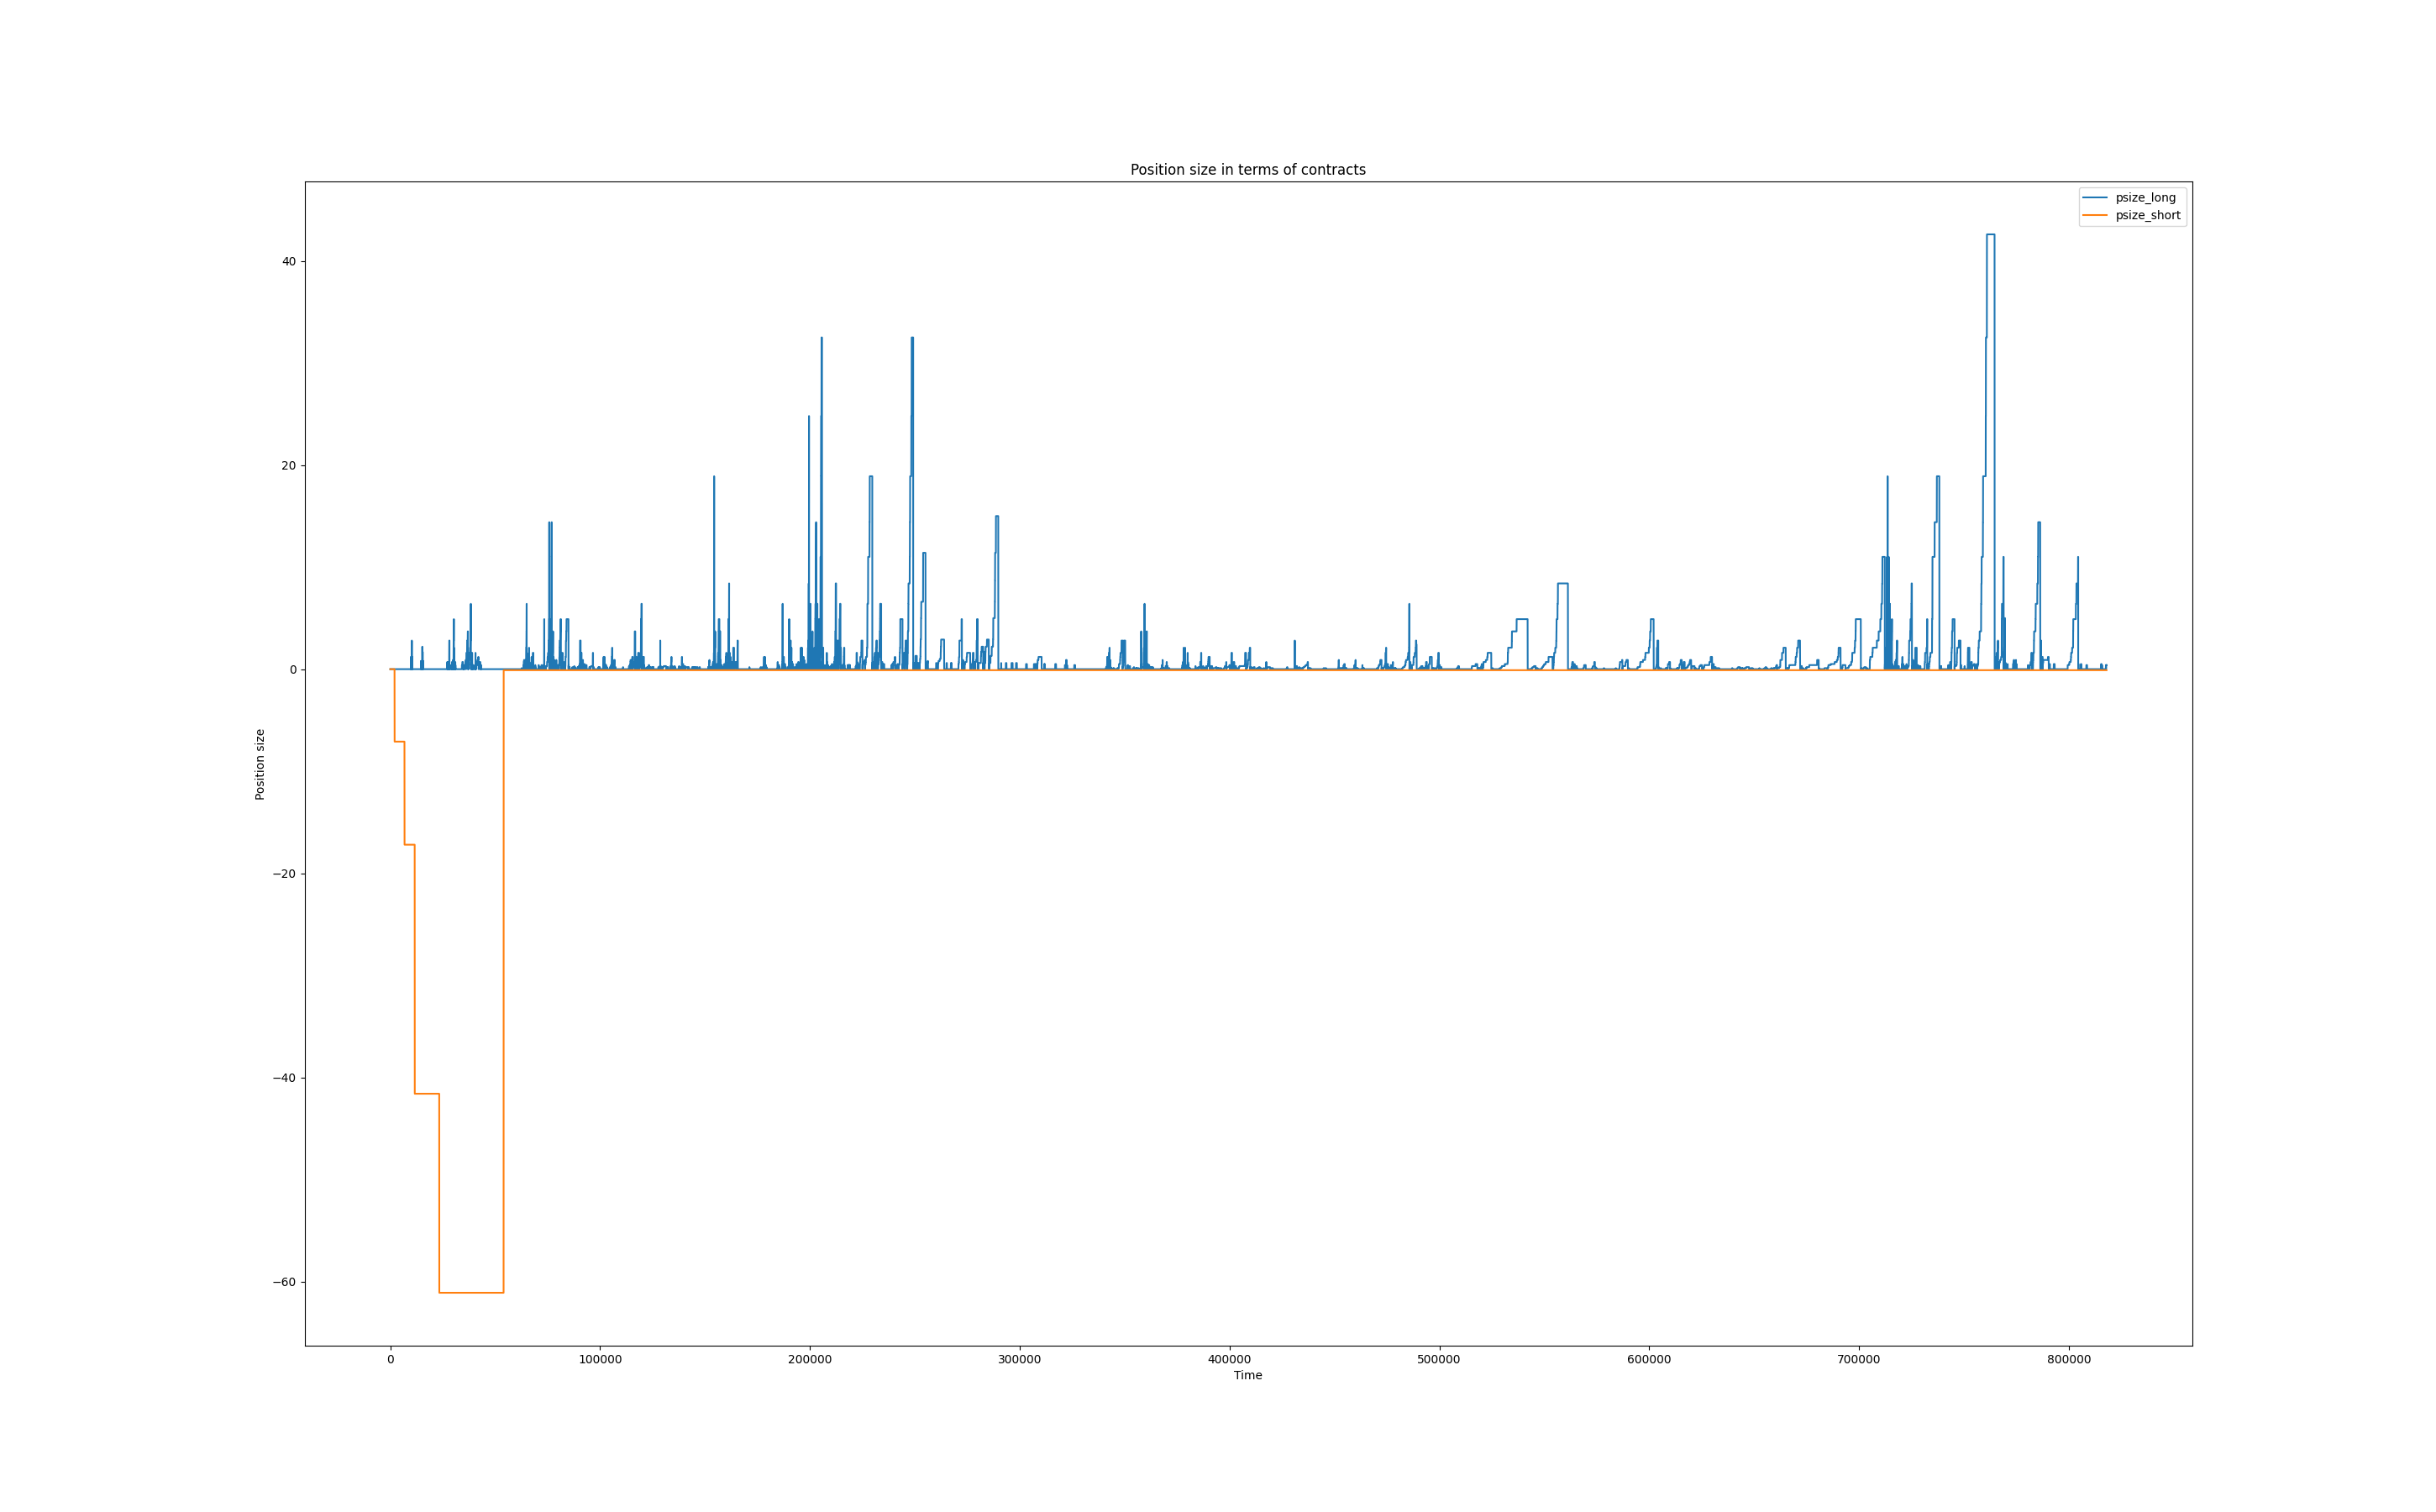 Position size in terms of contracts
psize_long
psize_short
Position size
40
20
0
−20
−40
−60
0 100000 200000 300000 400000 500000 600000 700000 800000
Time